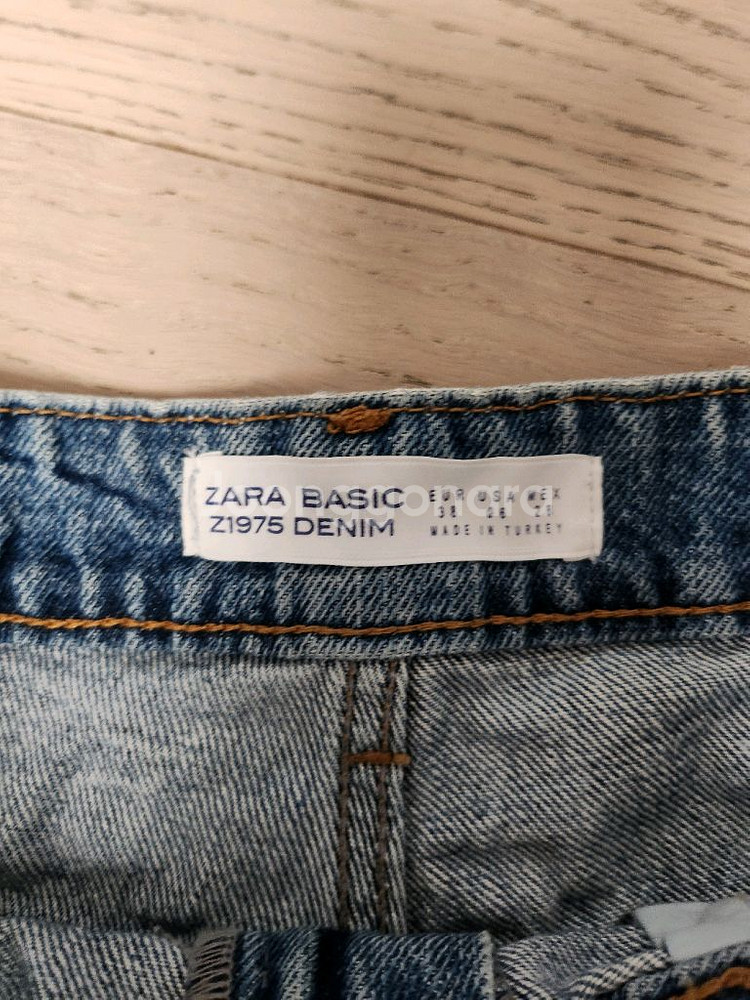 ZARA BASIC
Z1975 DENIM
EUR USA MEX
38 06 28
MADE IN TURKEY